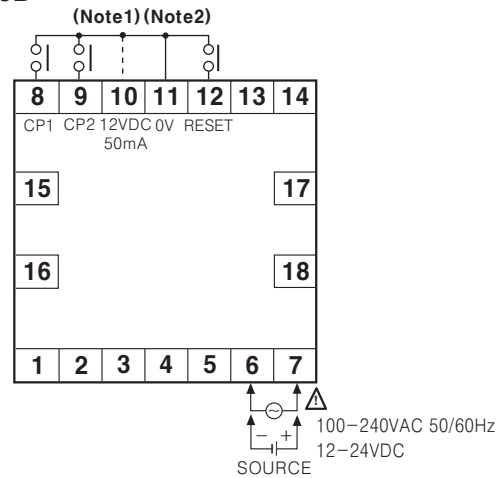 (Note1) (Note2)
8 9 10 11 12 13 14
CP1 CP2 12VDC 0V RESET
50mA
15 17
16 18
1 2 3 4 5 6 7
100-240VAC 50/60Hz
− + 12-24VDC
SOURCE